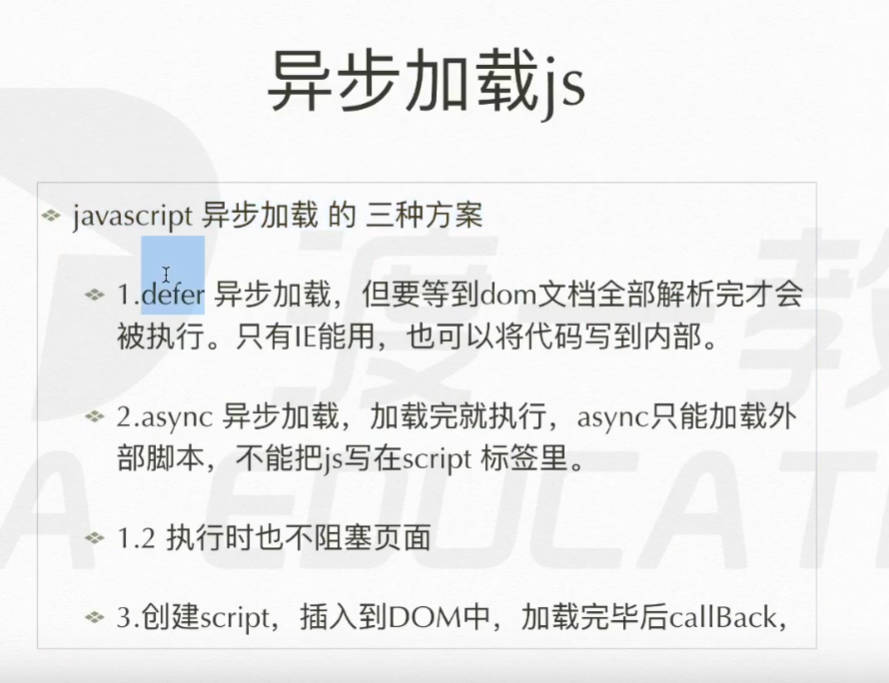 异步加载js
javascript 异步加载 的 三种方案
1.defer 异步加载，但要等到dom文档全部解析完才会
被执行。只有IE能用，也可以将代码写到内部。
2.async 异步加载，加载完就执行，async只能加载外
部脚本，不能把js写在script 标签里。
1.2 执行时也不阻塞页面
3.创建script，插入到DOM中，加载完毕后callBack，
渡一教
A EDUCAT